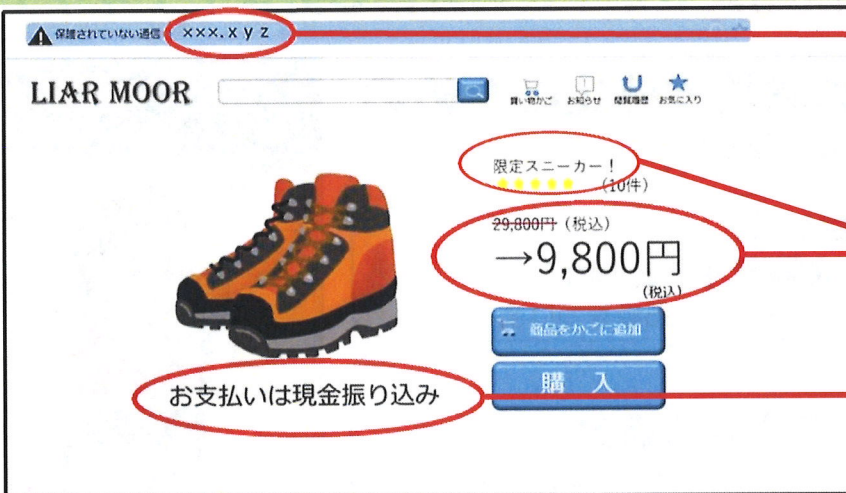 保護されていない通信 xxx.x y z
LIAR MOOR
買い物かご お知らせ 閲覧履歴 お気に入り
限定スニーカー!
(10件)
29,800円 (税込)
→9,800円
(税込)
商品をかごに追加
購 入
お支払いは現金振り込み